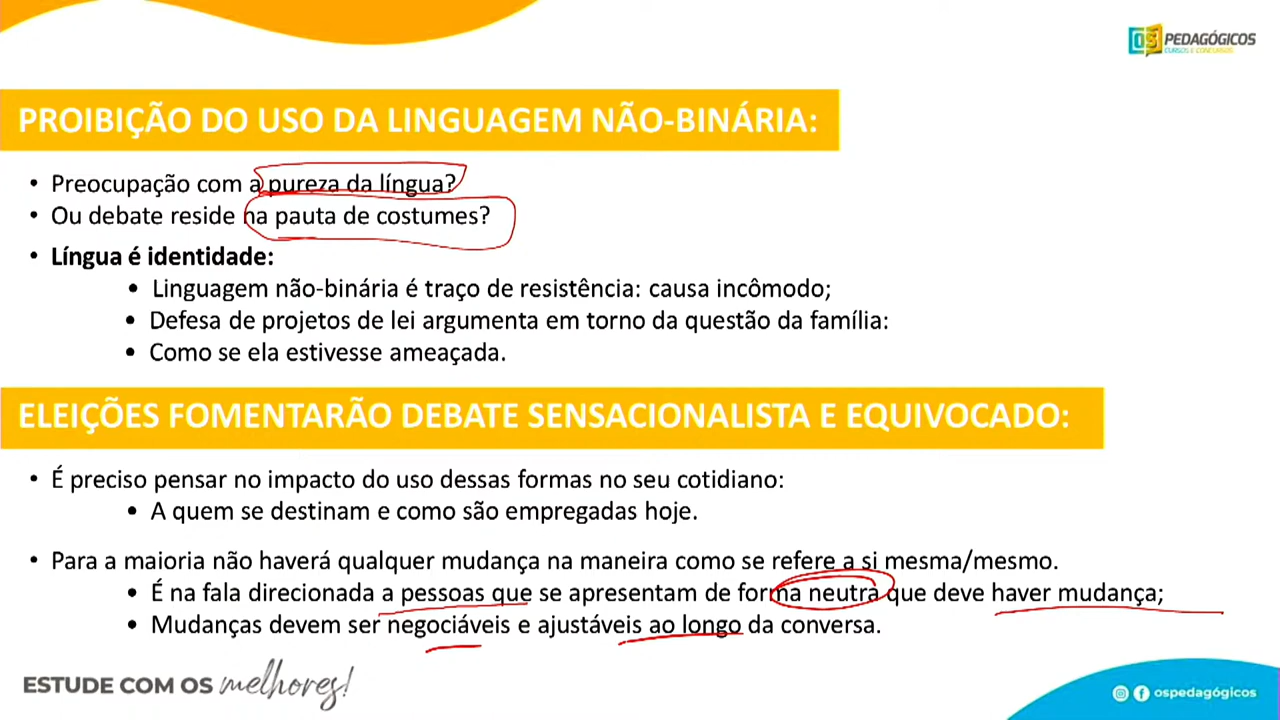 OS PEDAGÓGICOS
CURSOS E CONCURSOS
PROIBIÇÃO DO USO DA LINGUAGEM NÃO-BINÁRIA:
• Preocupação com a pureza da língua?
• Ou debate reside na pauta de costumes?
• Língua é identidade:
• Linguagem não-binária é traço de resistência: causa incômodo;
• Defesa de projetos de lei argumenta em torno da questão da família:
• Como se ela estivesse ameaçada.
ELEIÇÕES FOMENTARÃO DEBATE SENSACIONALISTA E EQUIVOCADO:
• É preciso pensar no impacto do uso dessas formas no seu cotidiano:
• A quem se destinam e como são empregadas hoje.
• Para a maioria não haverá qualquer mudança na maneira como se refere a si mesma/mesmo.
• É na fala direcionada a pessoas que se apresentam de forma neutra que deve haver mudança;
• Mudanças devem ser negociáveis e ajustáveis ao longo da conversa.
ESTUDE COM OS melhores!
ospedagógicos